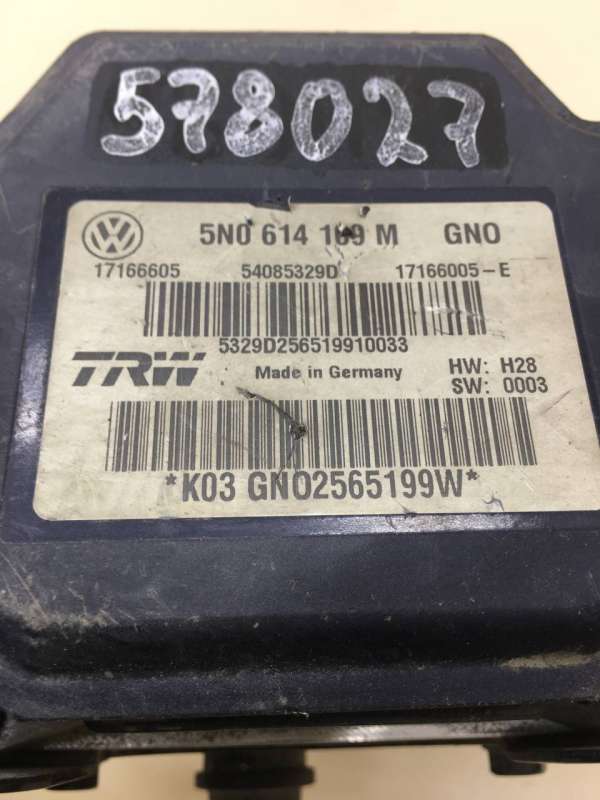 578027
5N0 614 109 M GNO
17166605 54085329D 17166005-E
5329D256519910033
TRW Made in Germany HW: H28
SW: 0003
*K03 GNO2565199W*